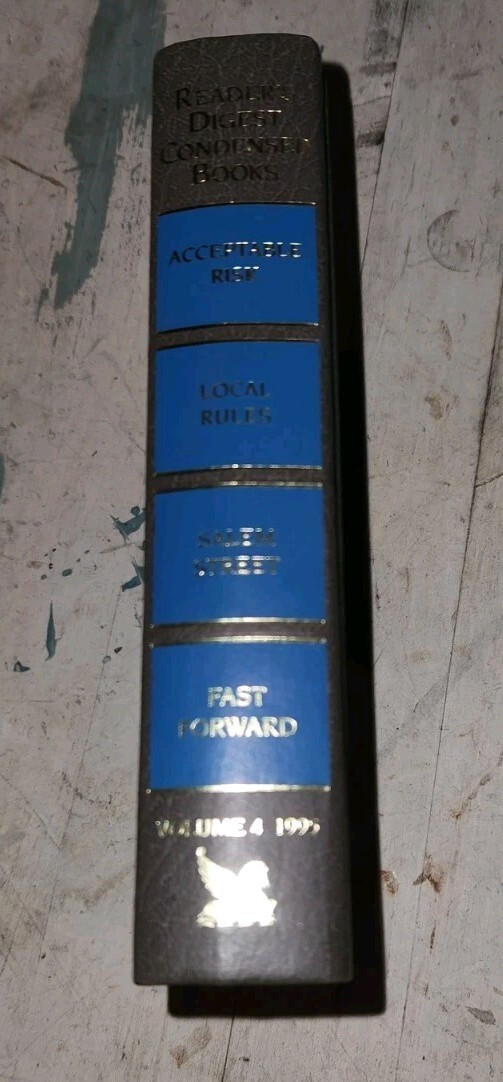 READER'S
DIGEST
CONDENSED
BOOKS
ACCEPTABLE
RISK
LOCAL
RULES
SALEM
STREET
FAST
FORWARD
VOLUME 4 1995